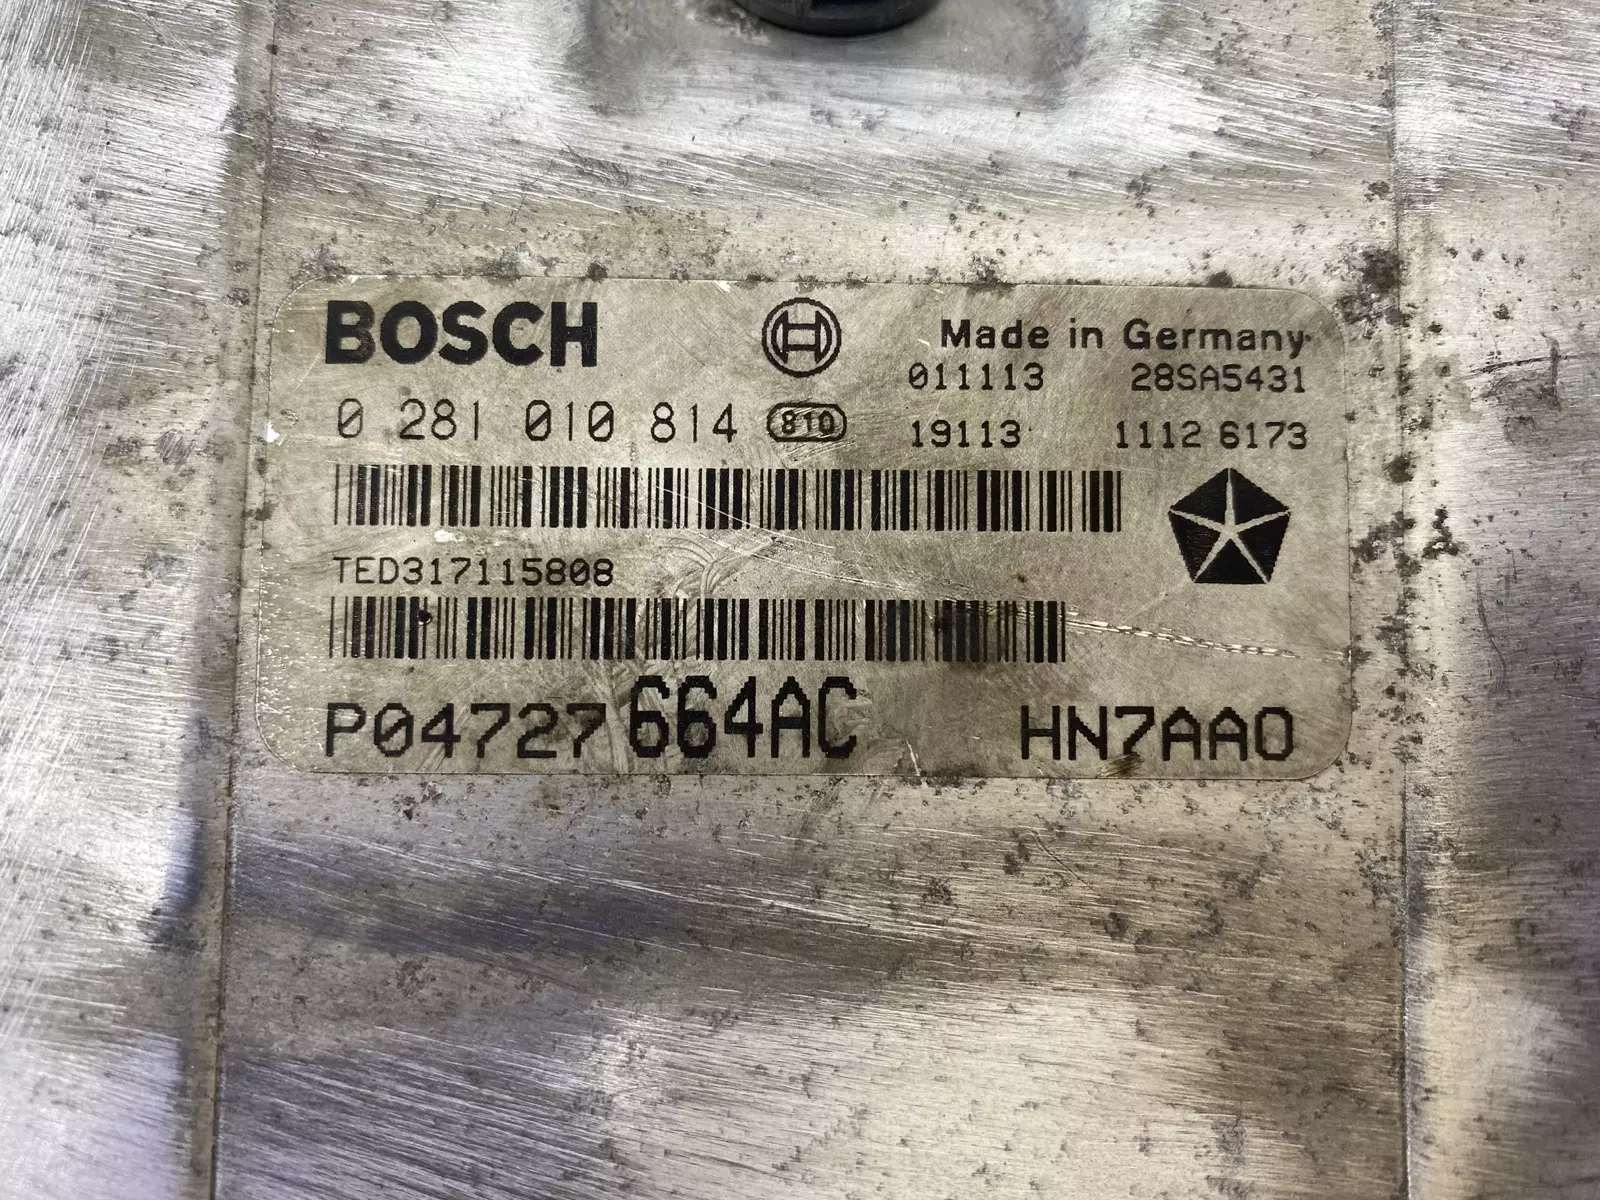 BOSCH
Made in Germany
011113 28SA5431
0 281 010 814 810 19113 1112 6173
TED317115808
P04727664AC HN7AA0